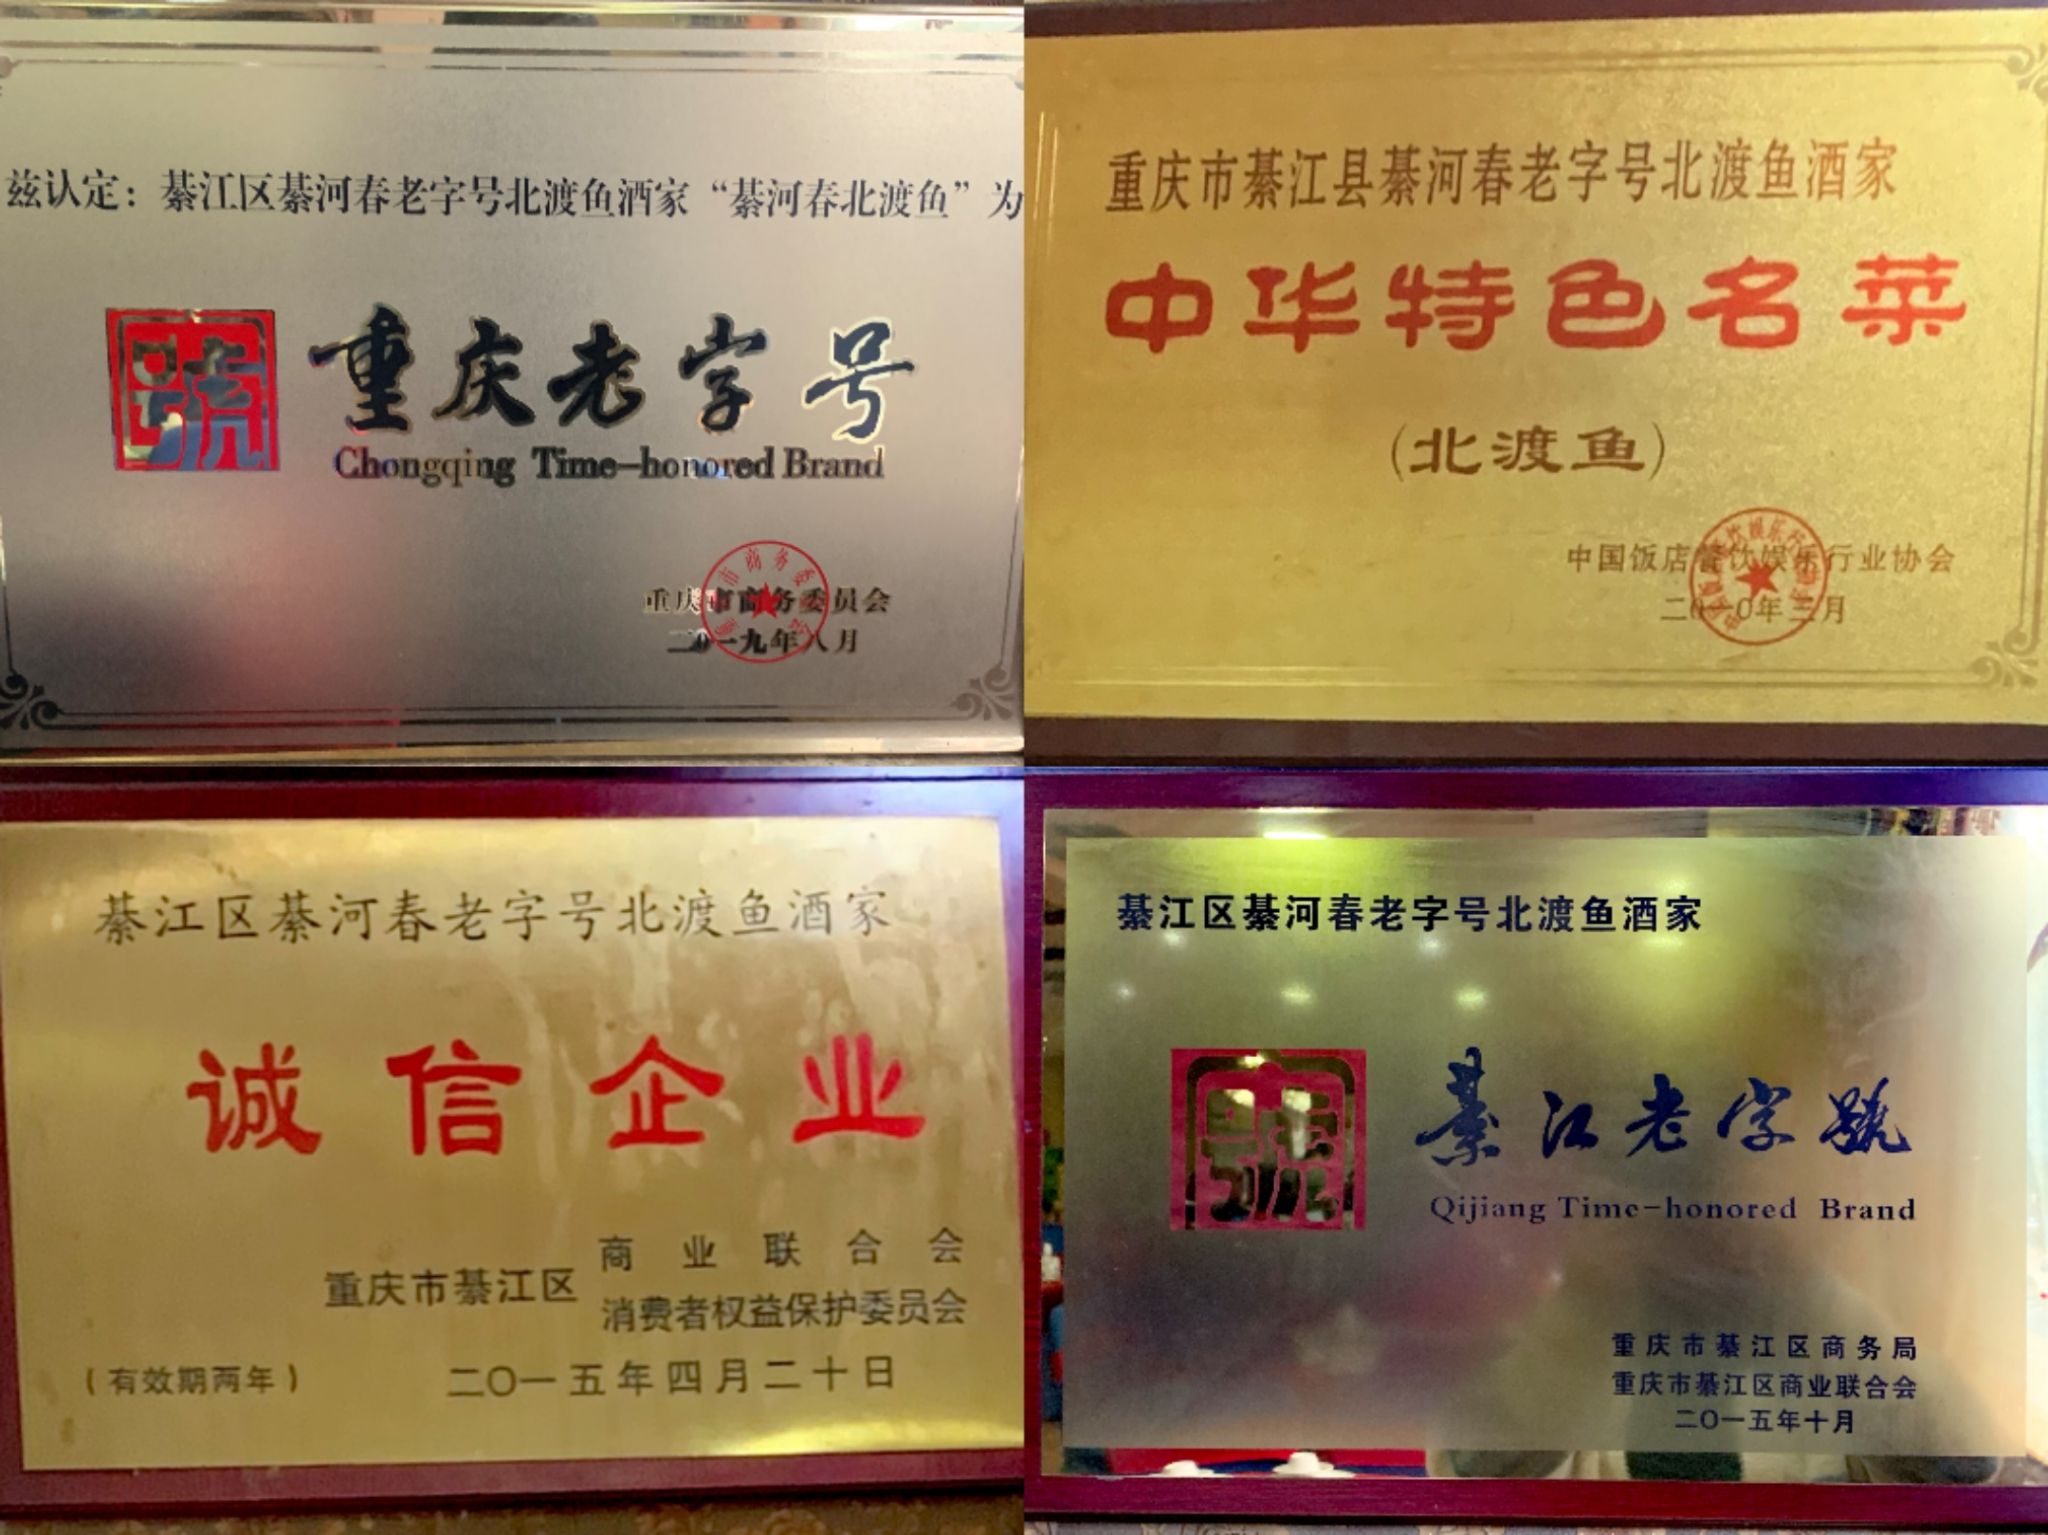 兹认定：綦江区綦河春老字号北渡鱼酒家“綦河春北渡鱼”为
號
重庆老字号
Chongqing Time-honored Brand
重庆市商务委员会
二〇一九年八月
重庆市綦江县綦河春老字号北渡鱼酒家
中华特色名菜
（北渡鱼）
中国饭店餐饮娱乐行业协会
二〇一〇年三月
綦江区綦河春老字号北渡鱼酒家
诚信企业
重庆市綦江区
商业联合会
消费者权益保护委员会
（有效期两年）
二〇一五年四月二十日
綦江区綦河春老字号北渡鱼酒家
號
綦江老字號
Qijiang Time-honored Brand
重庆市綦江区商务局
重庆市綦江区商业联合会
二〇一五年十月